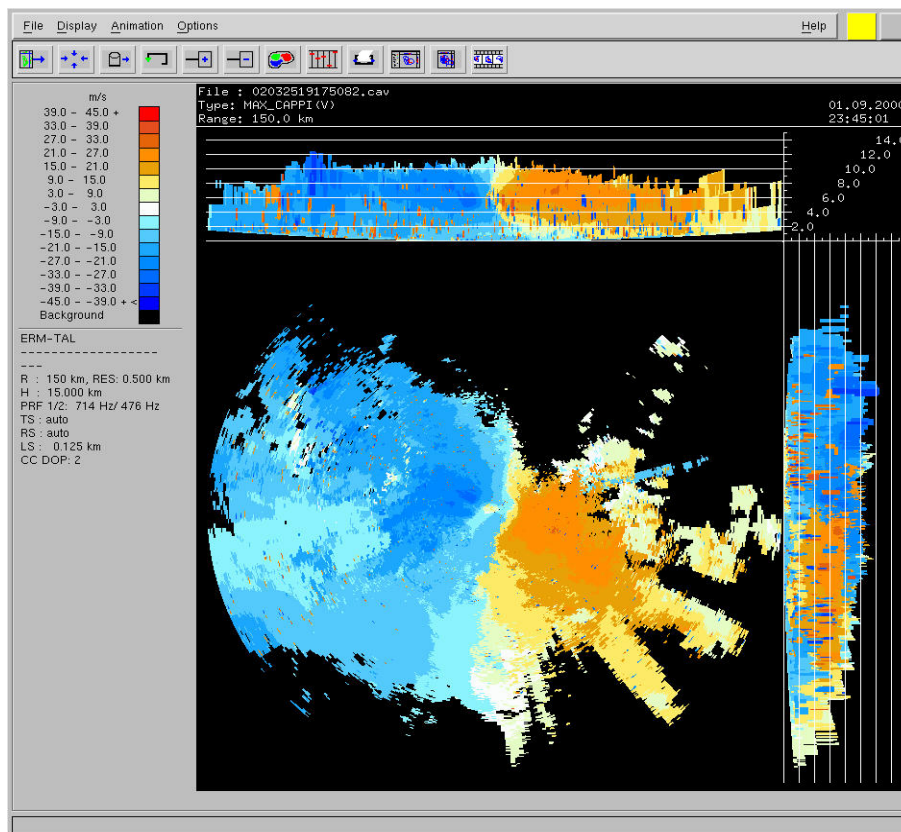 File Display Animation Options Help
File : 02032519175082.cav
Type: MAX_CAPPI(V) 01.09.2000
Range: 150.0 km 23:45:01
m/s
39.0 - 45.0 +
33.0 - 39.0
27.0 - 33.0
21.0 - 27.0
15.0 - 21.0
9.0 - 15.0
3.0 - 9.0
-3.0 - 3.0
-9.0 - -3.0
-15.0 - -9.0
-21.0 - -15.0
-27.0 - -21.0
-33.0 - -27.0
-39.0 - -33.0
-45.0 - -39.0 + <
Background
14.0
12.0
10.0
8.0
6.0
4.0
2.0
ERM-TAL
------------------
---
R : 150 km, RES: 0.500 km
H : 15.000 km
PRF 1/2: 714 Hz/ 476 Hz
TS : auto
RS : auto
LS : 0.125 km
CC DOP: 2